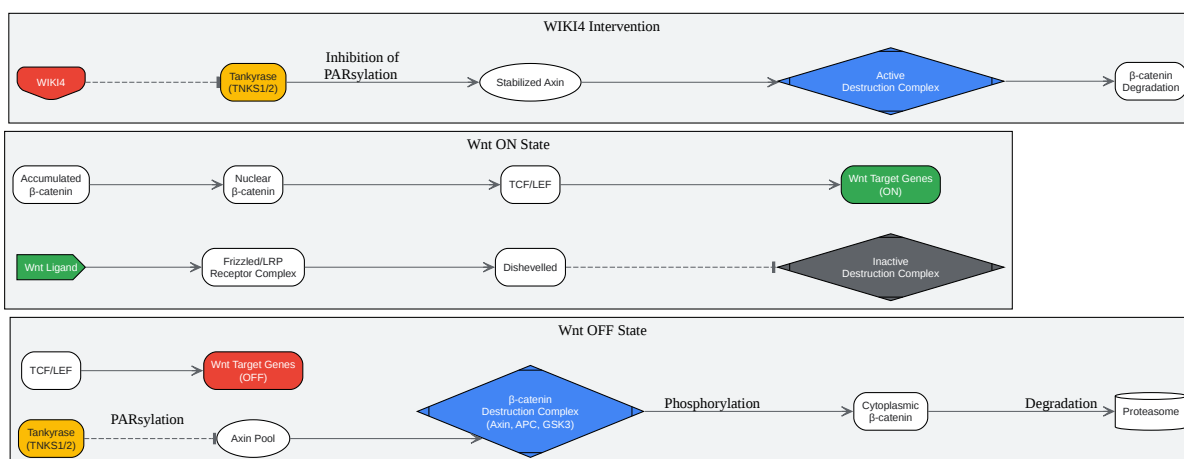 WIKI4 Intervention
WIKI4
Tankyrase
(TNKS1/2)
Inhibition of
PARsylation
Stabilized Axin
Active
Destruction Complex
β-catenin
Degradation
Wnt ON State
Accumulated
β-catenin
Nuclear
β-catenin
TCF/LEF
Wnt Target Genes
(ON)
Wnt Ligand
Frizzled/LRP
Receptor Complex
Dishevelled
Inactive
Destruction Complex
Wnt OFF State
TCF/LEF
Wnt Target Genes
(OFF)
Tankyrase
(TNKS1/2)
PARsylation
Axin Pool
β-catenin
Destruction Complex
(Axin, APC, GSK3)
Phosphorylation
Cytoplasmic
β-catenin
Degradation
Proteasome